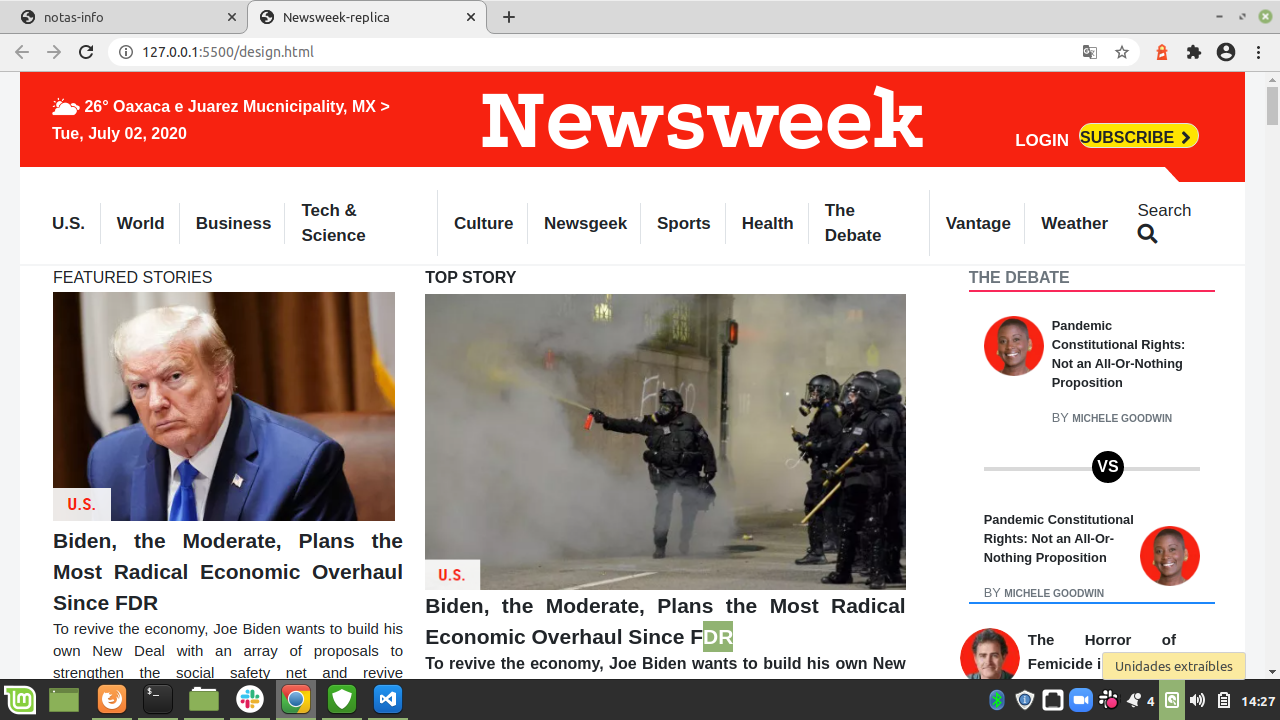 notas-info
Newsweek-replica
127.0.0.1:5500/design.html
26° Oaxaca e Juarez Mucnicipality, MX >
Tue, July 02, 2020
Newsweek
LOGIN
SUBSCRIBE
U.S.
World
Business
Tech &
Science
Culture
Newsgeek
Sports
Health
The
Debate
Vantage
Weather
Search
FEATURED STORIES
U.S.
Biden, the Moderate, Plans the
Most Radical Economic Overhaul
Since FDR
To revive the economy, Joe Biden wants to build his
own New Deal with an array of proposals to
strengthen the social safety net and revive
TOP STORY
U.S.
Biden, the Moderate, Plans the Most Radical
Economic Overhaul Since FDR
To revive the economy, Joe Biden wants to build his own New
THE DEBATE
Pandemic
Constitutional Rights:
Not an All-Or-Nothing
Proposition
BY MICHELE GOODWIN
VS
Pandemic Constitutional
Rights: Not an All-Or-
Nothing Proposition
BY MICHELE GOODWIN
The Horror of
Femicide i
Unidades extraíbles
4
14:27